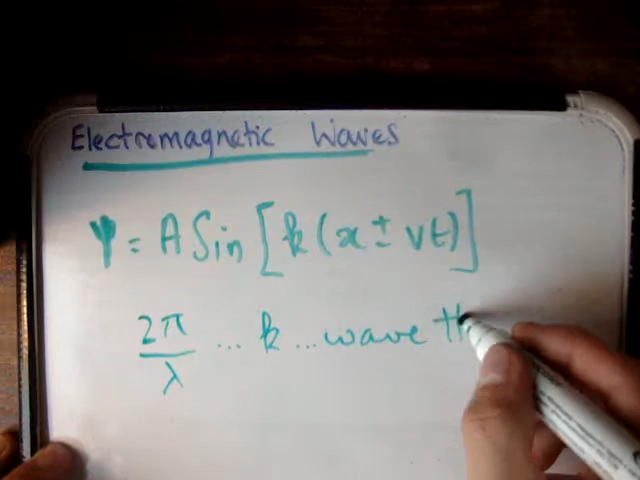 Electromagnetic Waves
Ψ = A Sin [k (x ± vt)]
2π/λ ... k ... wave